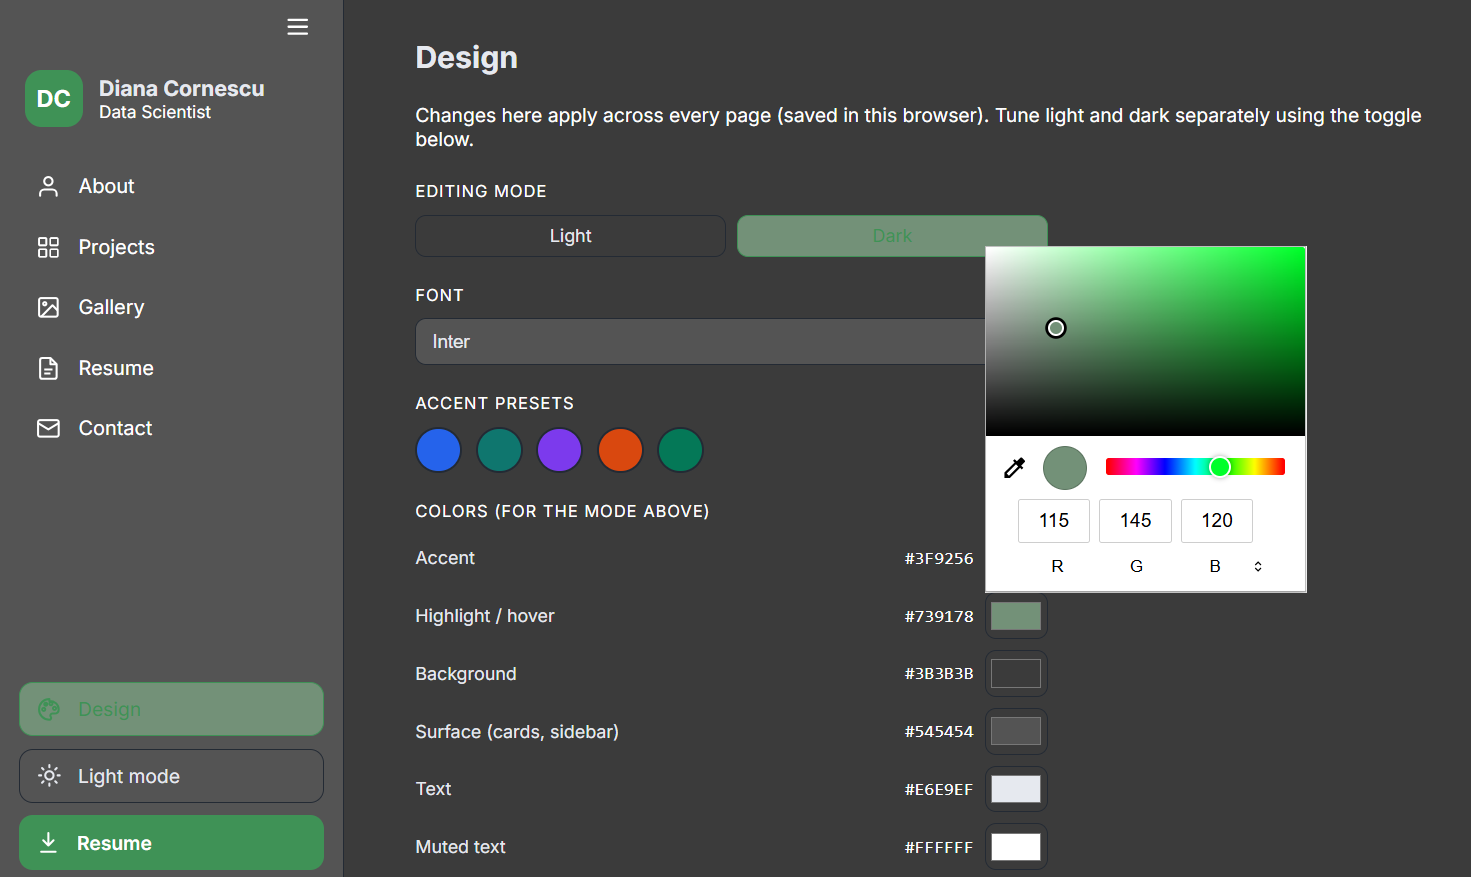 DC
Diana Cornescu
Data Scientist
About
Projects
Gallery
Resume
Contact
Design
Light mode
Resume
Design
Changes here apply across every page (saved in this browser). Tune light and dark separately using the toggle
below.
EDITING MODE
Light
Dark
FONT
Inter
ACCENT PRESETS
COLORS (FOR THE MODE ABOVE)
Accent
#3F9256
Highlight / hover
#739178
Background
#3B3B3B
Surface (cards, sidebar)
#545454
Text
#E6E9EF
Muted text
#FFFFFF
115 145 120
R G B